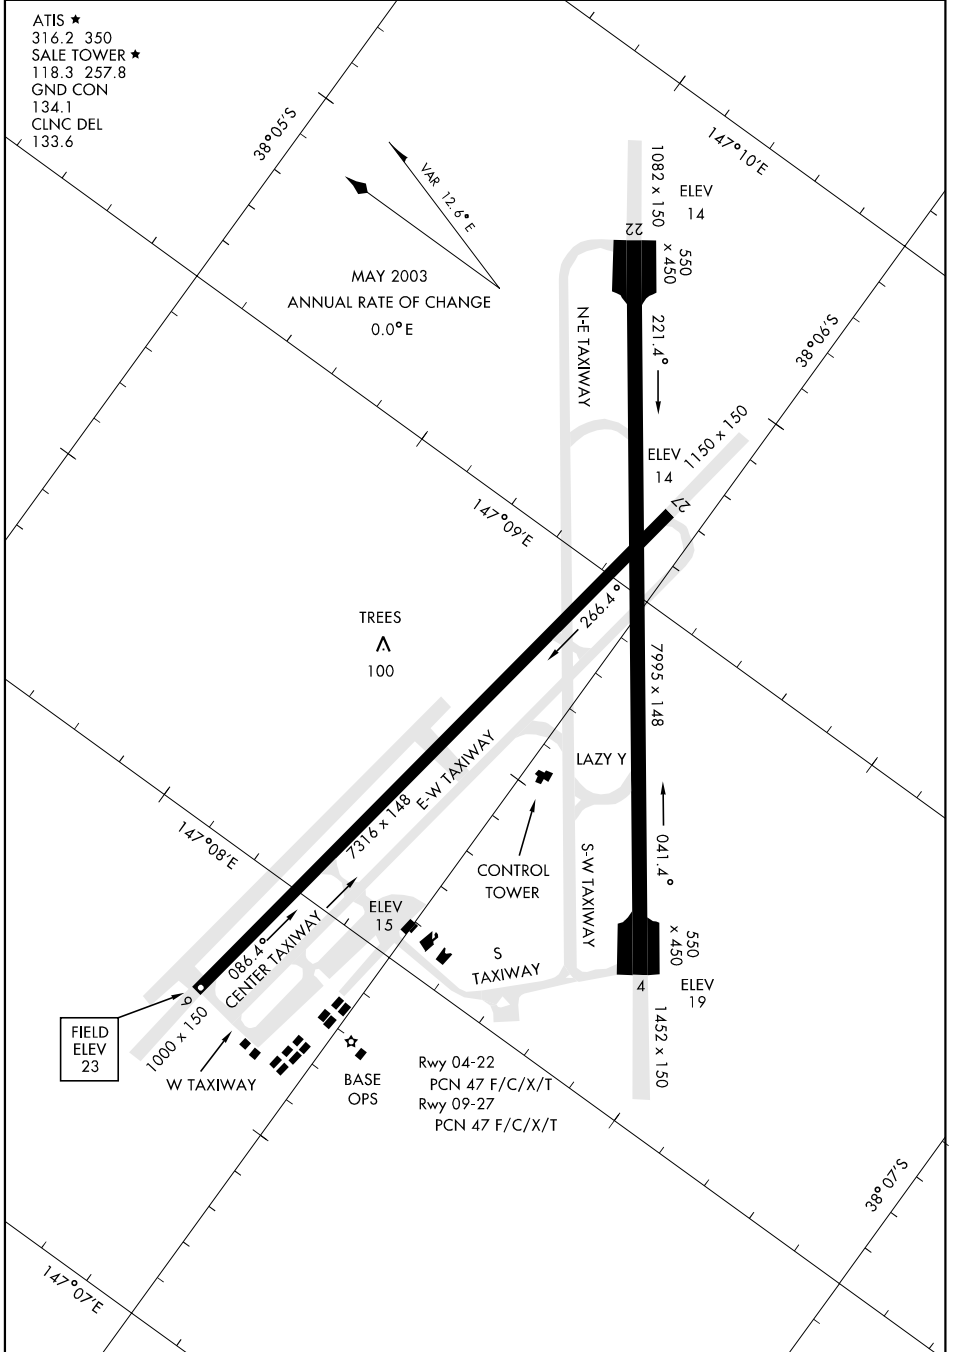 ATIS ★
316.2 350
SALE TOWER ★
118.3 257.8
GND CON
134.1
CLNC DEL
133.6
38°05'S
147°10'E
VAR 12.6° E
MAY 2003
ANNUAL RATE OF CHANGE
0.0° E
1082 x 150
ELEV
14
22
550
x 450
N-E TAXIWAY
221.4°
38°06'S
ELEV
14
1150 x 150
27
147°09'E
266.4°
TREES
100
7995 x 148
E-W TAXIWAY
LAZY Y
7316 x 148
147°08'E
CONTROL
TOWER
S-W TAXIWAY
041.4°
ELEV
15
086.4°
CENTER TAXIWAY
S
TAXIWAY
550
x 450
4
ELEV
19
9
1000 x 150
FIELD
ELEV
23
W TAXIWAY
BASE
OPS
1452 x 150
Rwy 04-22
PCN 47 F/C/X/T
Rwy 09-27
PCN 47 F/C/X/T
38°07'S
147°07'E